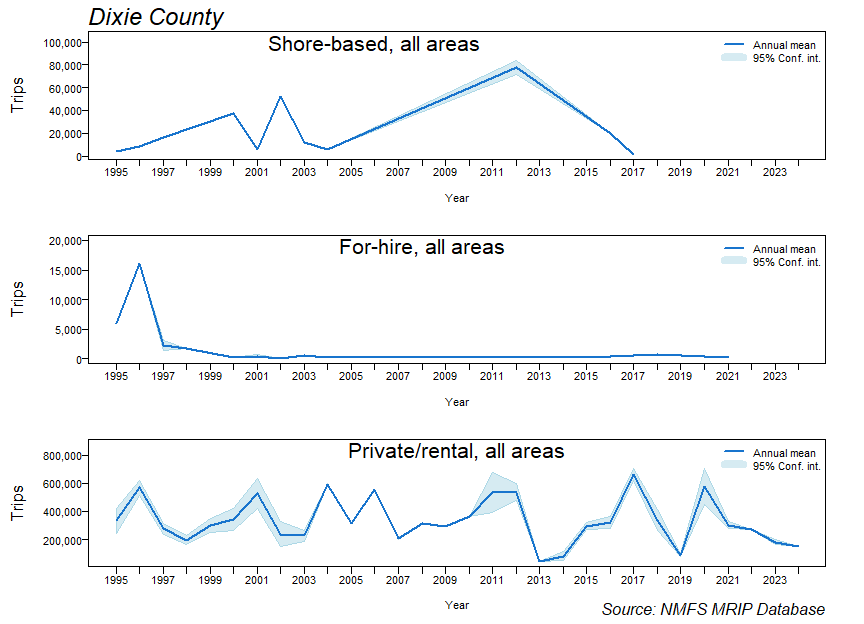 Dixie County
Shore-based, all areas
Annual mean
95% Conf. int.
100,000
80,000
60,000
40,000
20,000
0
Trips
1995 1997 1999 2001 2003 2005 2007 2009 2011 2013 2015 2017 2019 2021 2023
Year
For-hire, all areas
Annual mean
95% Conf. int.
20,000
15,000
10,000
5,000
0
Trips
1995 1997 1999 2001 2003 2005 2007 2009 2011 2013 2015 2017 2019 2021 2023
Year
Private/rental, all areas
Annual mean
95% Conf. int.
800,000
600,000
400,000
200,000
Trips
1995 1997 1999 2001 2003 2005 2007 2009 2011 2013 2015 2017 2019 2021 2023
Year
Source: NMFS MRIP Database